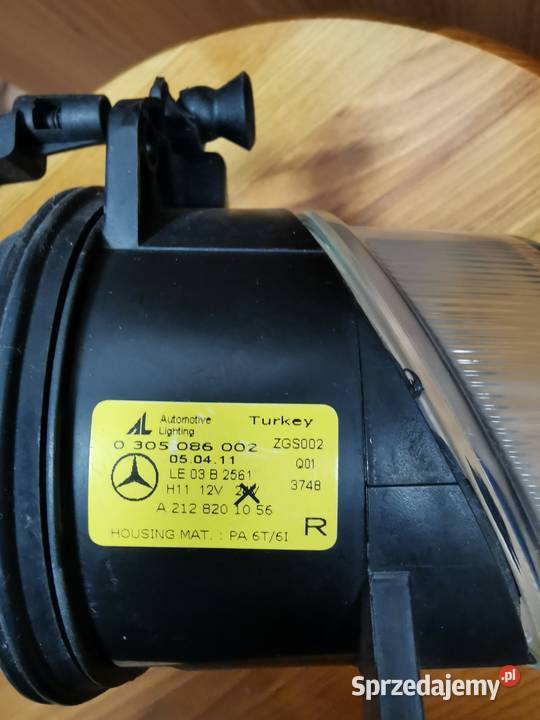 AL Automotive Lighting Turkey
0 305 086 002 ZGS002
05.04.11 Q01
LE 03 B 2561 3748
H11 12V
A 212 820 10 56
HOUSING MAT. : PA 6T/6I R
Sprzedajemy.pl